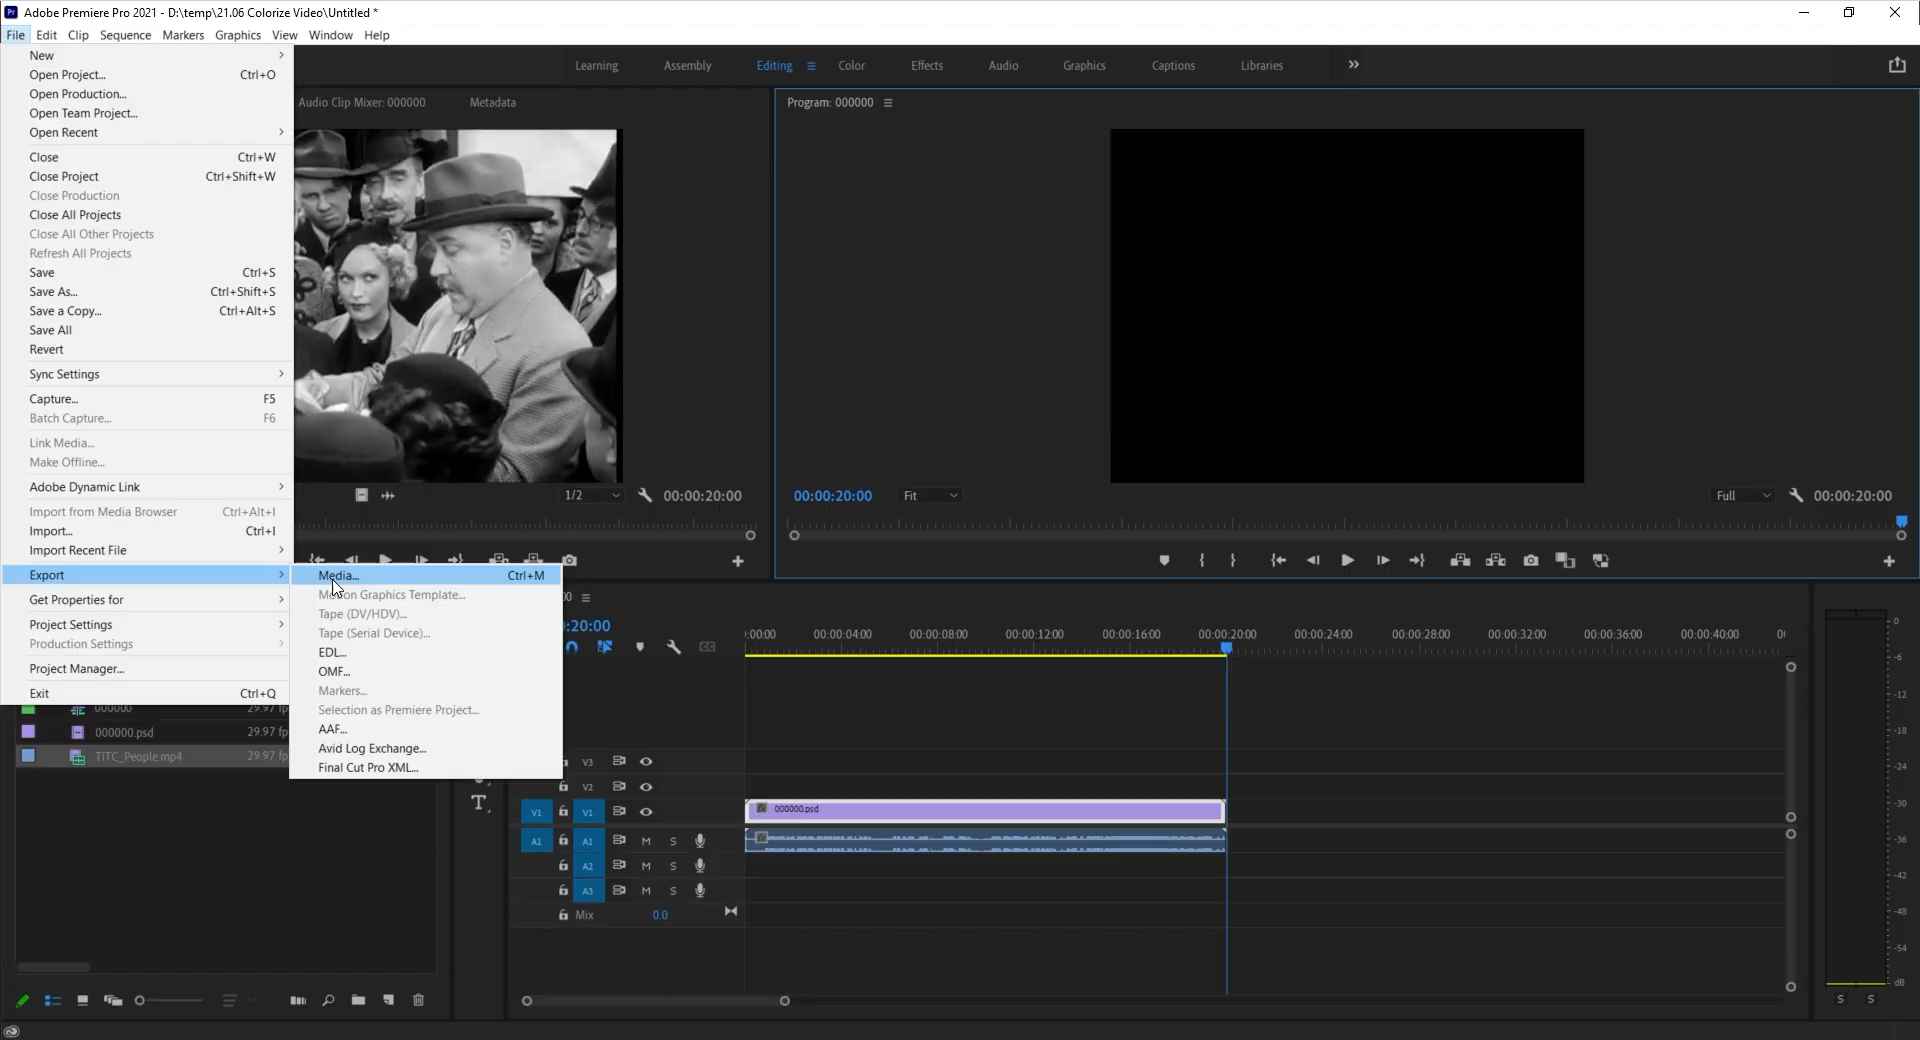 Adobe Premiere Pro 2021 - D:\temp\21.06 Colorize Video\Untitled *
File Edit Clip Sequence Markers Graphics View Window Help
New
Open Project... Ctrl+O
Open Production...
Open Team Project...
Open Recent
Close Ctrl+W
Close Project Ctrl+Shift+W
Close Production
Close All Projects
Close All Other Projects
Refresh All Projects
Save Ctrl+S
Save As... Ctrl+Shift+S
Save a Copy... Ctrl+Alt+S
Save All
Revert
Sync Settings
Capture... F5
Batch Capture... F6
Link Media...
Make Offline...
Adobe Dynamic Link
Import from Media Browser Ctrl+Alt+I
Import... Ctrl+I
Import Recent File
Export
Get Properties for
Project Settings
Production Settings
Project Manager...
Exit Ctrl+Q
Media... Ctrl+M
Motion Graphics Template...
Tape (DV/HDV)...
Tape (Serial Device)...
EDL...
OMF...
Markers...
Selection as Premiere Project...
AAF...
Avid Log Exchange...
Final Cut Pro XML...
Learning Assembly Editing Color Effects Audio Graphics Captions Libraries
Audio Clip Mixer: 000000 Metadata
Program: 000000
1/2 00:00:20:00
00:00:20:00 Fit Full 00:00:20:00
000000 29.97 fp
000000.psd 29.97 fp
TITC_People.mp4 29.97 fp
:20:00
:00:00 00:00:04:00 00:00:08:00 00:00:12:00 00:00:16:00 00:00:20:00 00:00:24:00 00:00:28:00 00:00:32:00 00:00:36:00 00:00:40:00
V3
V2
V1 V1 000000.psd
A1 A1 M S
A2 M S
A3 M S
Mix 0.0
0
-6
-12
-18
-24
-30
-36
-42
-48
-54
dB
S S